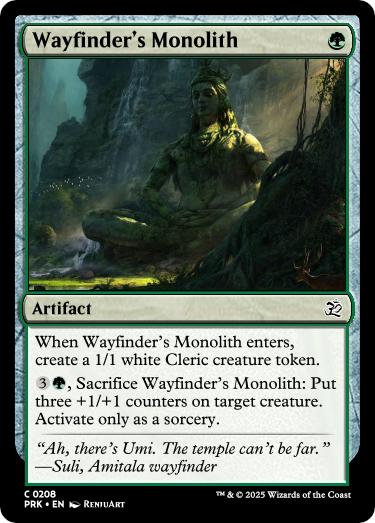 Wayfinder's Monolith
Artifact
When Wayfinder's Monolith enters,
create a 1/1 white Cleric creature token.
3, Sacrifice Wayfinder's Monolith: Put
three +1/+1 counters on target creature.
Activate only as a sorcery.
“Ah, there's Umi. The temple can't be far.”
—Suli, Amitala wayfinder
C 0208
PRK • EN RENJUART
™ & © 2025 Wizards of the Coast